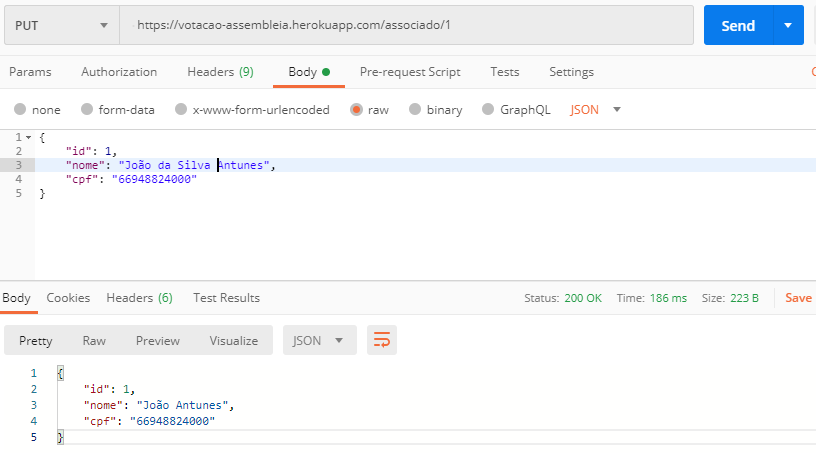 PUT https://votacao-assembleia.herokuapp.com/associado/1 Send
Params Authorization Headers (9) Body Pre-request Script Tests Settings
none form-data x-www-form-urlencoded raw binary GraphQL JSON
1 {
2 "id": 1,
3 "nome": "João da Silva Antunes",
4 "cpf": "66948824000"
5 }
Body Cookies Headers (6) Test Results Status: 200 OK Time: 186 ms Size: 223 B Save
Pretty Raw Preview Visualize JSON
1 {
2 "id": 1,
3 "nome": "João Antunes",
4 "cpf": "66948824000"
5 }